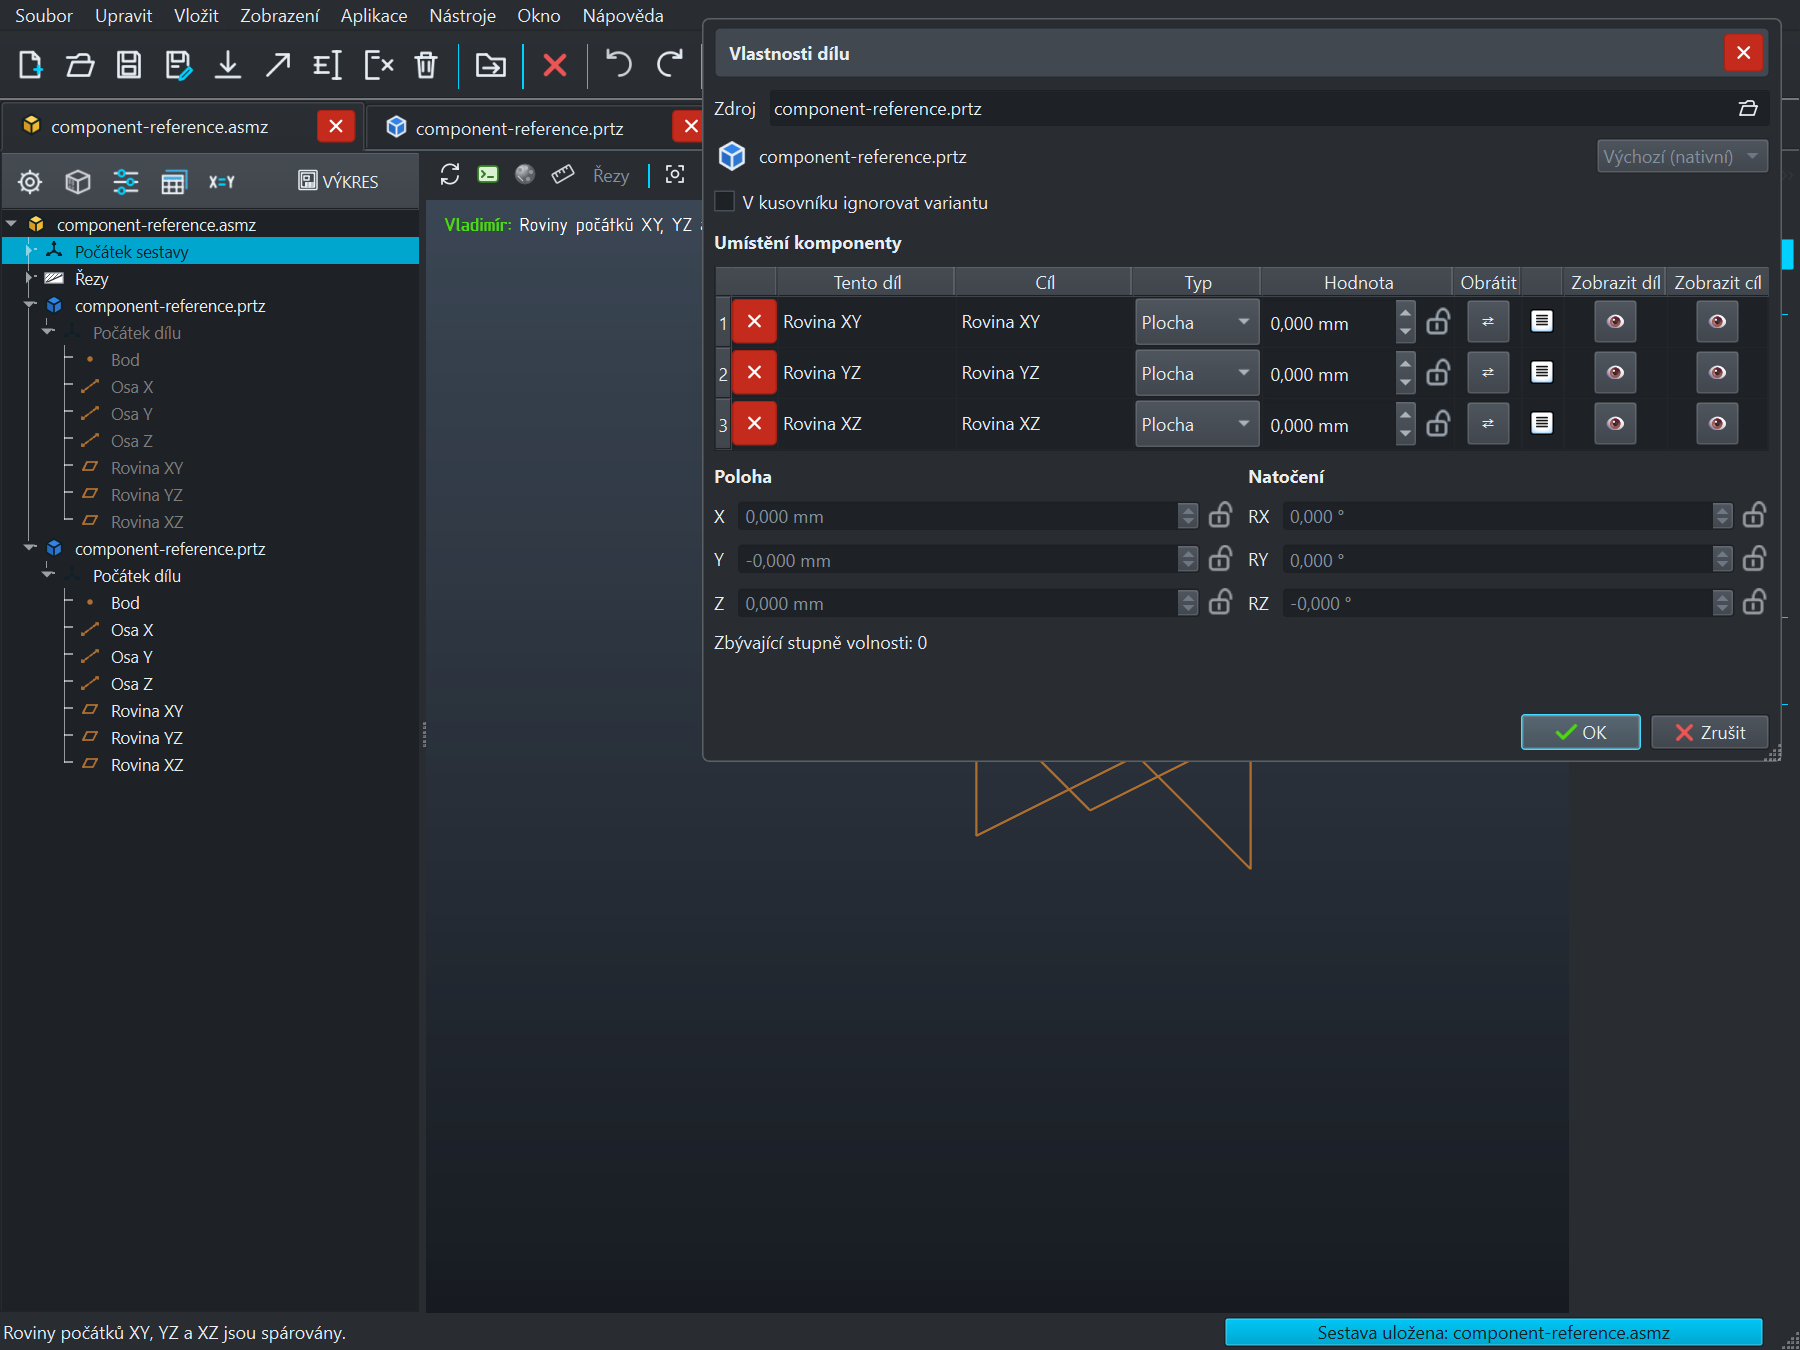 Soubor Upravit Vložit Zobrazení Aplikace Nástroje Okno Nápověda
component-reference.asmz
component-reference.prtz
X=Y
VÝKRES
Řezy
component-reference.asmz
Počátek sestavy
Řezy
component-reference.prtz
Počátek dílu
Bod
Osa X
Osa Y
Osa Z
Rovina XY
Rovina YZ
Rovina XZ
component-reference.prtz
Počátek dílu
Bod
Osa X
Osa Y
Osa Z
Rovina XY
Rovina YZ
Rovina XZ
Vladimír: Roviny počátků XY, YZ
Vlastnosti dílu
Zdroj component-reference.prtz
component-reference.prtz
Výchozí (nativní)
V kusovníku ignorovat variantu
Umístění komponenty
Tento díl Cíl Typ Hodnota Obrátit Zobrazit díl Zobrazit cíl
1 Rovina XY Rovina XY Plocha 0,000 mm
2 Rovina YZ Rovina YZ Plocha 0,000 mm
3 Rovina XZ Rovina XZ Plocha 0,000 mm
Poloha Natočení
X 0,000 mm RX 0,000 °
Y -0,000 mm RY 0,000 °
Z 0,000 mm RZ -0,000 °
Zbývající stupně volnosti: 0
OK Zrušit
Roviny počátků XY, YZ a XZ jsou spárovány.
Sestava uložena: component-reference.asmz